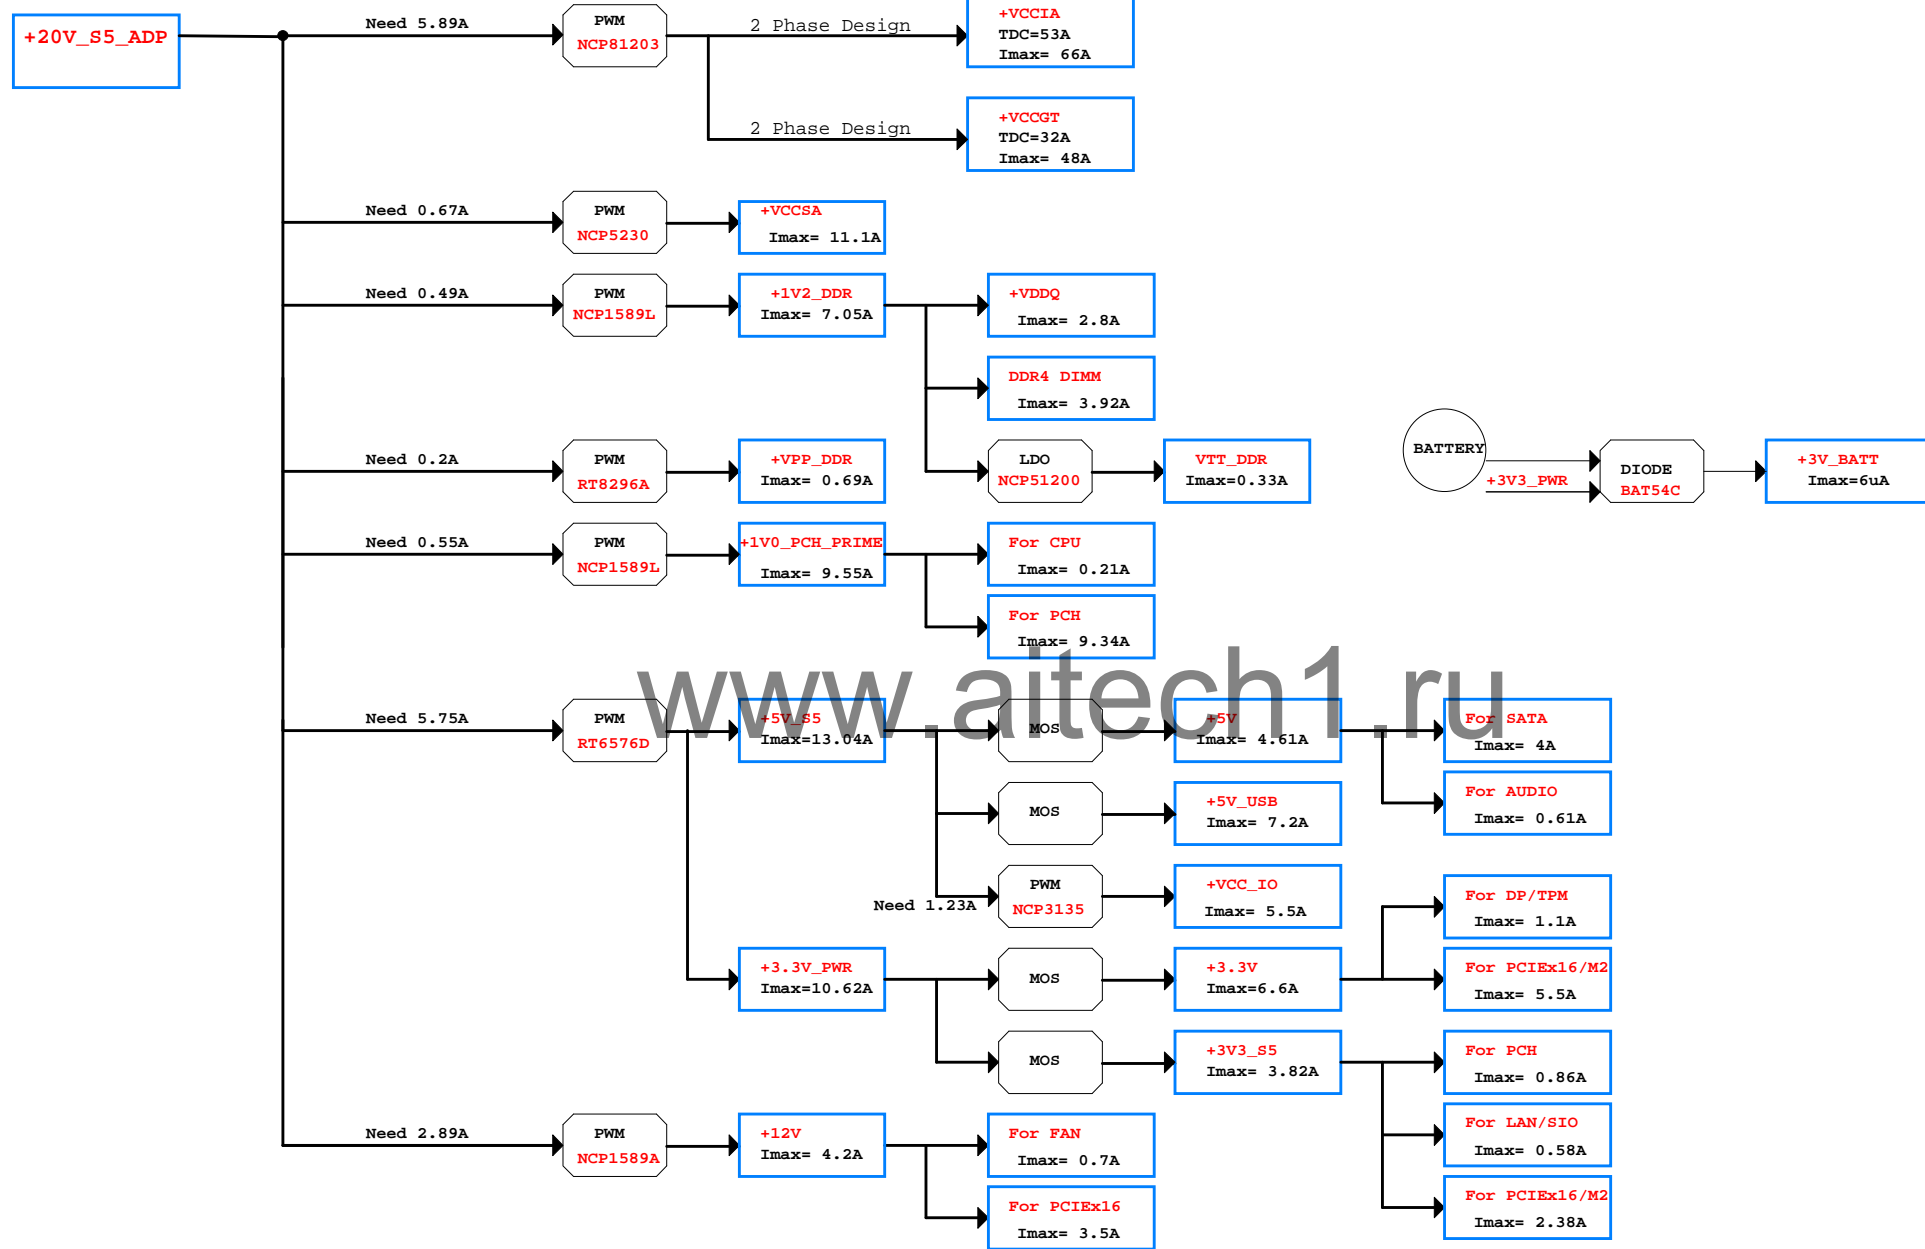 +20V_S5_ADP
Need 5.89A
PWM
NCP81203
2 Phase Design
+VCCIA
TDC=53A
Imax= 66A
2 Phase Design
+VCCGT
TDC=32A
Imax= 48A
Need 0.67A
PWM
NCP5230
+VCCSA
Imax= 11.1A
Need 0.49A
PWM
NCP1589L
+1V2_DDR
Imax= 7.05A
+VDDQ
Imax= 2.8A
DDR4 DIMM
Imax= 3.92A
Need 0.2A
PWM
RT8296A
+VPP_DDR
Imax= 0.69A
LDO
NCP51200
VTT_DDR
Imax=0.33A
BATTERY
+3V3_PWR
DIODE
BAT54C
+3V_BATT
Imax=6uA
Need 0.55A
PWM
NCP1589L
+1V0_PCH_PRIME
Imax= 9.55A
For CPU
Imax= 0.21A
For PCH
Imax= 9.34A
www.aitech1.ru
Need 5.75A
PWM
RT6576D
+5V_S5
Imax=13.04A
MOS
+5V
Imax= 4.61A
For SATA
Imax= 4A
For AUDIO
Imax= 0.61A
MOS
+5V_USB
Imax= 7.2A
Need 1.23A
PWM
NCP3135
+VCC_IO
Imax= 5.5A
For DP/TPM
Imax= 1.1A
+3.3V_PWR
Imax=10.62A
MOS
+3.3V
Imax=6.6A
For PCIEx16/M2
Imax= 5.5A
MOS
+3V3_S5
Imax= 3.82A
For PCH
Imax= 0.86A
For LAN/SIO
Imax= 0.58A
For PCIEx16/M2
Imax= 2.38A
Need 2.89A
PWM
NCP1589A
+12V
Imax= 4.2A
For FAN
Imax= 0.7A
For PCIEx16
Imax= 3.5A